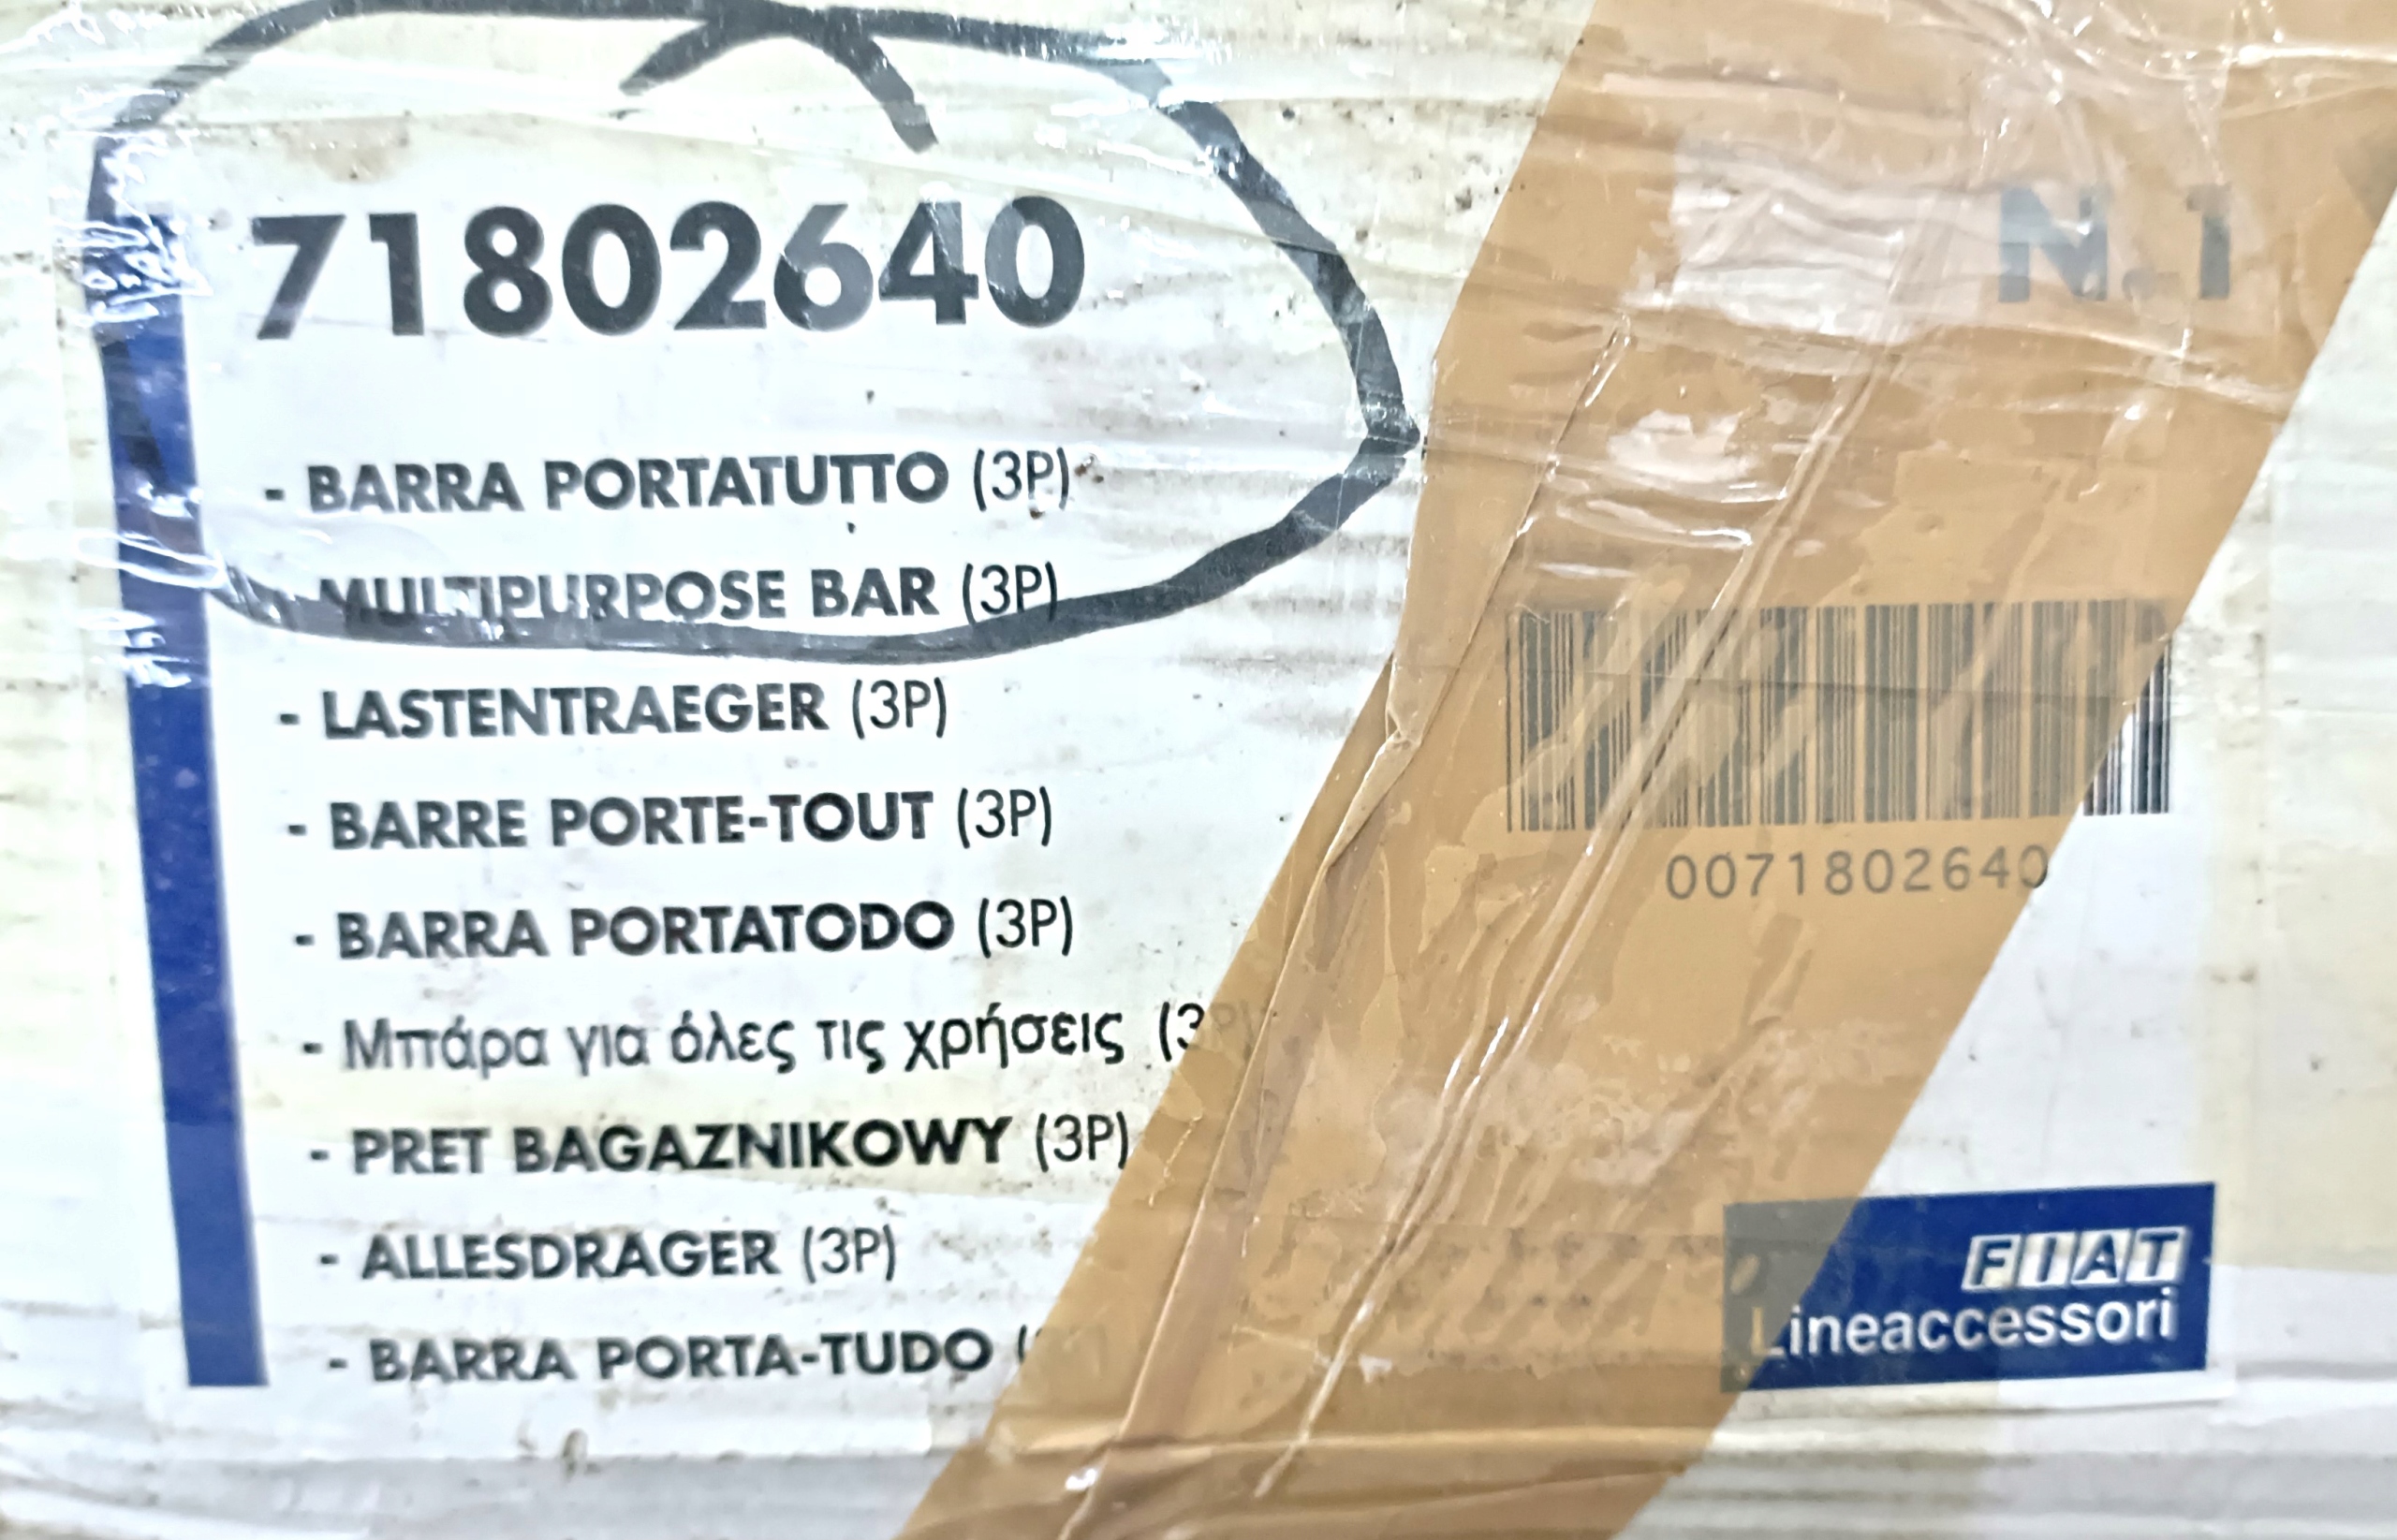 71802640
N.1
- BARRA PORTATUTTO (3P)
MULTIPURPOSE BAR (3P)
- LASTENTRAEGER (3P)
- BARRE PORTE-TOUT (3P)
- BARRA PORTATODO (3P)
- Μπάρα για όλες τις χρήσεις (3P)
- PRET BAGAZNIKOWY (3P)
- ALLESDRAGER (3P)
- BARRA PORTA-TUDO
0071802640
FIAT
Lineaccessori